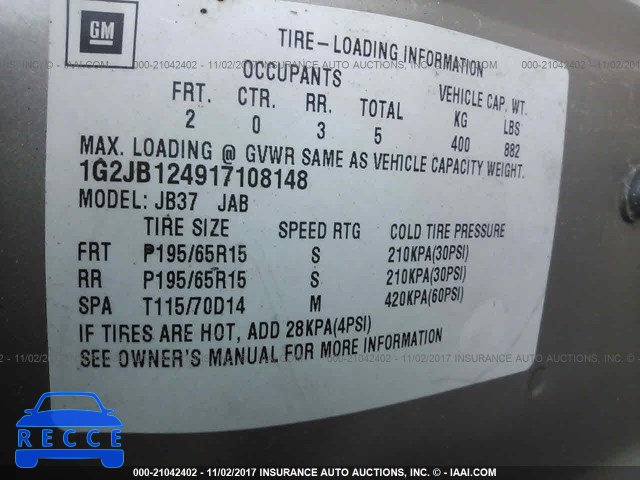 GM
TIRE-LOADING INFORMATION
OCCUPANTS
VEHICLE CAP. WT.
FRT. CTR. RR. TOTAL KG LBS
2 0 3 5 400 882
MAX. LOADING @ GVWR SAME AS VEHICLE CAPACITY WEIGHT.
1G2JB124917108148
MODEL: JB37 JAB
TIRE SIZE SPEED RTG COLD TIRE PRESSURE
FRT P195/65R15 S 210KPA(30PSI)
RR P195/65R15 S 210KPA(30PSI)
SPA T115/70D14 M 420KPA(60PSI)
IF TIRES ARE HOT, ADD 28KPA(4PSI)
SEE OWNER'S MANUAL FOR MORE INFORMATION
RECCE
000-21042402 - 11/02/2017 INSURANCE AUTO AUCTIONS, INC. - IAAI.COM